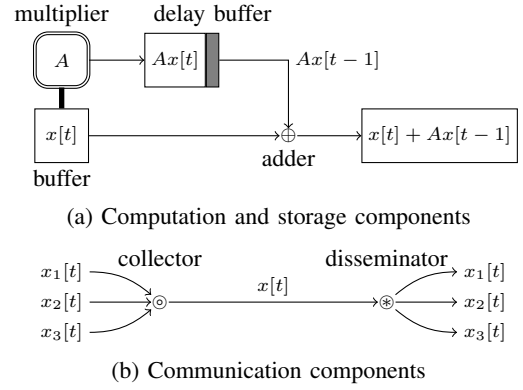 multiplier delay buffer
A Ax[t] Ax[t − 1]
x[t] ⊕ x[t] + Ax[t − 1]
adder
buffer
(a) Computation and storage components
collector disseminator
x₁[t] x₁[t]
x₂[t] ⊚ x[t] ⊛ x₂[t]
x₃[t] x₃[t]
(b) Communication components